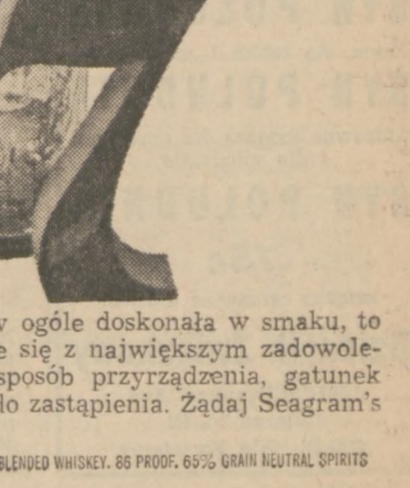 w ogóle doskonała w smaku, to
e się z największym zadowole-
sposób przyrządzenia, gatunek
do zastąpienia. Żądaj Seagram's
BLENDED WHISKEY. 86 PROOF. 65% GRAIN NEUTRAL SPIRITS